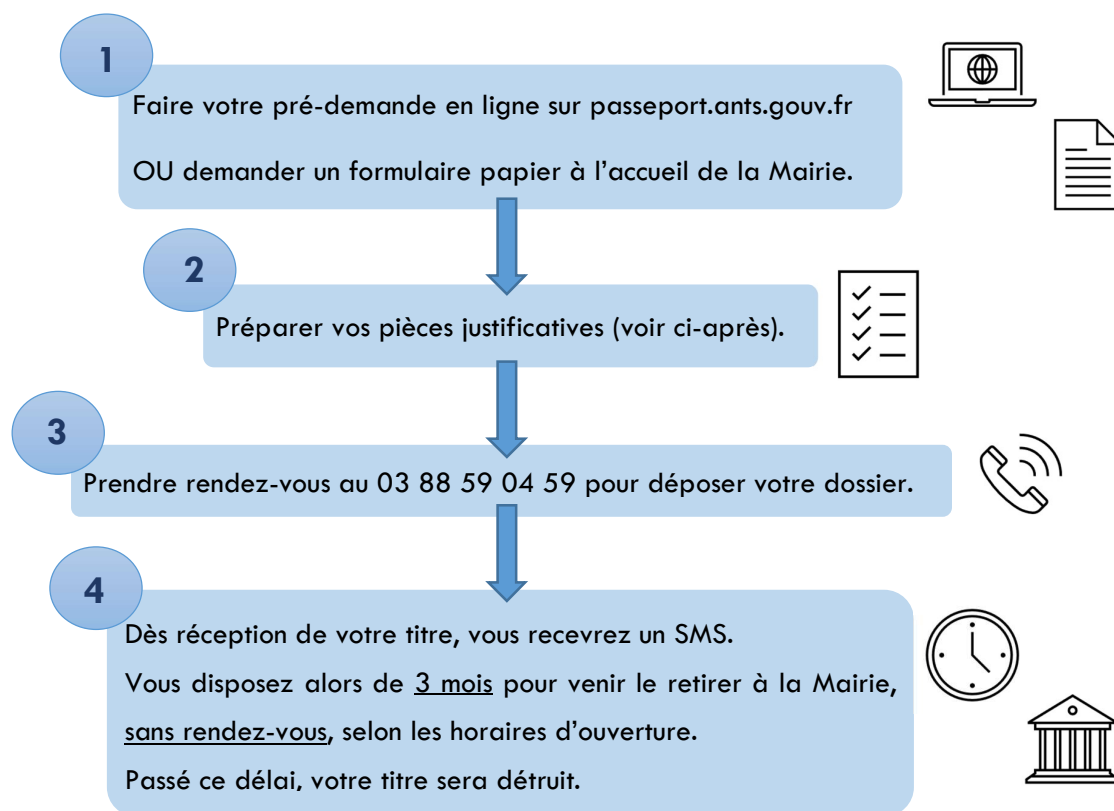 1
Faire votre pré-demande en ligne sur passeport.ants.gouv.fr
OU demander un formulaire papier à l’accueil de la Mairie.
2
Préparer vos pièces justificatives (voir ci-après).
3
Prendre rendez-vous au 03 88 59 04 59 pour déposer votre dossier.
4
Dès réception de votre titre, vous recevrez un SMS.
Vous disposez alors de 3 mois pour venir le retirer à la Mairie,
sans rendez-vous, selon les horaires d’ouverture.
Passé ce délai, votre titre sera détruit.